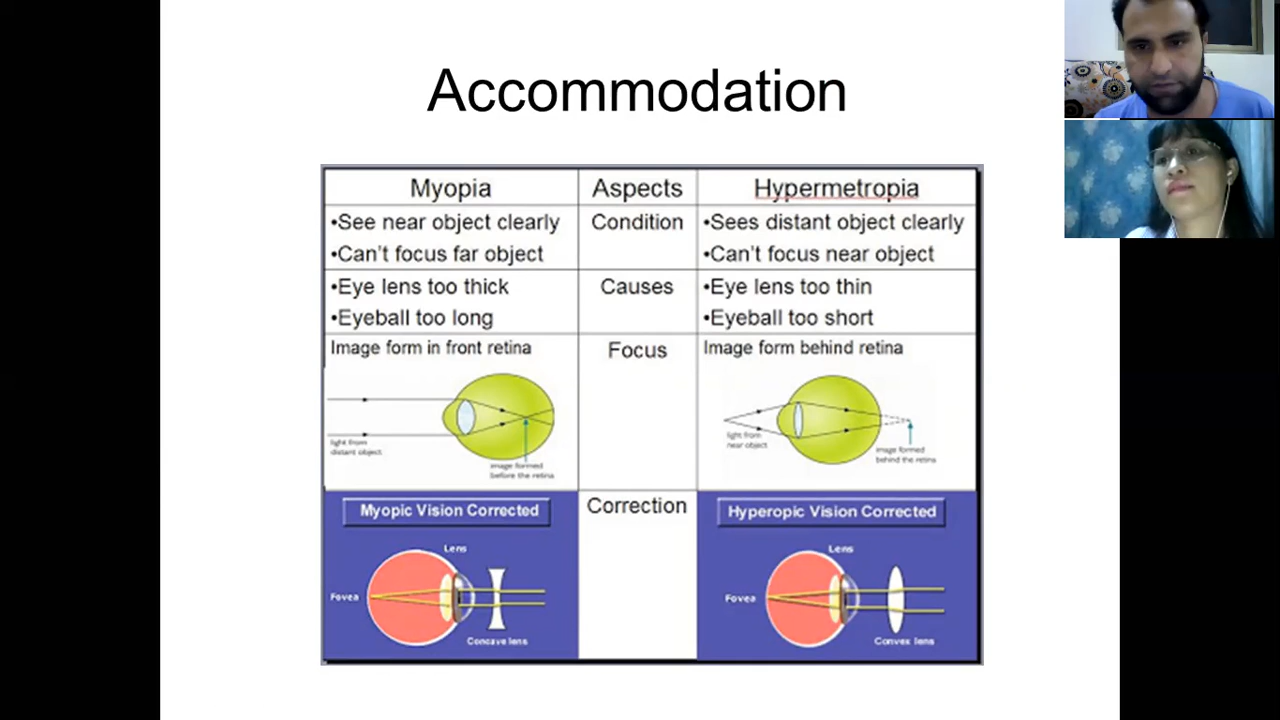 Accommodation
Myopia
Aspects
Hypermetropia
•See near object clearly
•Can't focus far object
Condition
•Sees distant object clearly
•Can't focus near object
•Eye lens too thick
•Eyeball too long
Causes
•Eye lens too thin
•Eyeball too short
Image form in front retina
light from
distant object
image formed
before the retina
Focus
Image form behind retina
light from
near object
image formed
behind the retina
Myopic Vision Corrected
Lens
Fovea
Concave lens
Correction
Hyperopic Vision Corrected
Lens
Fovea
Convex lens